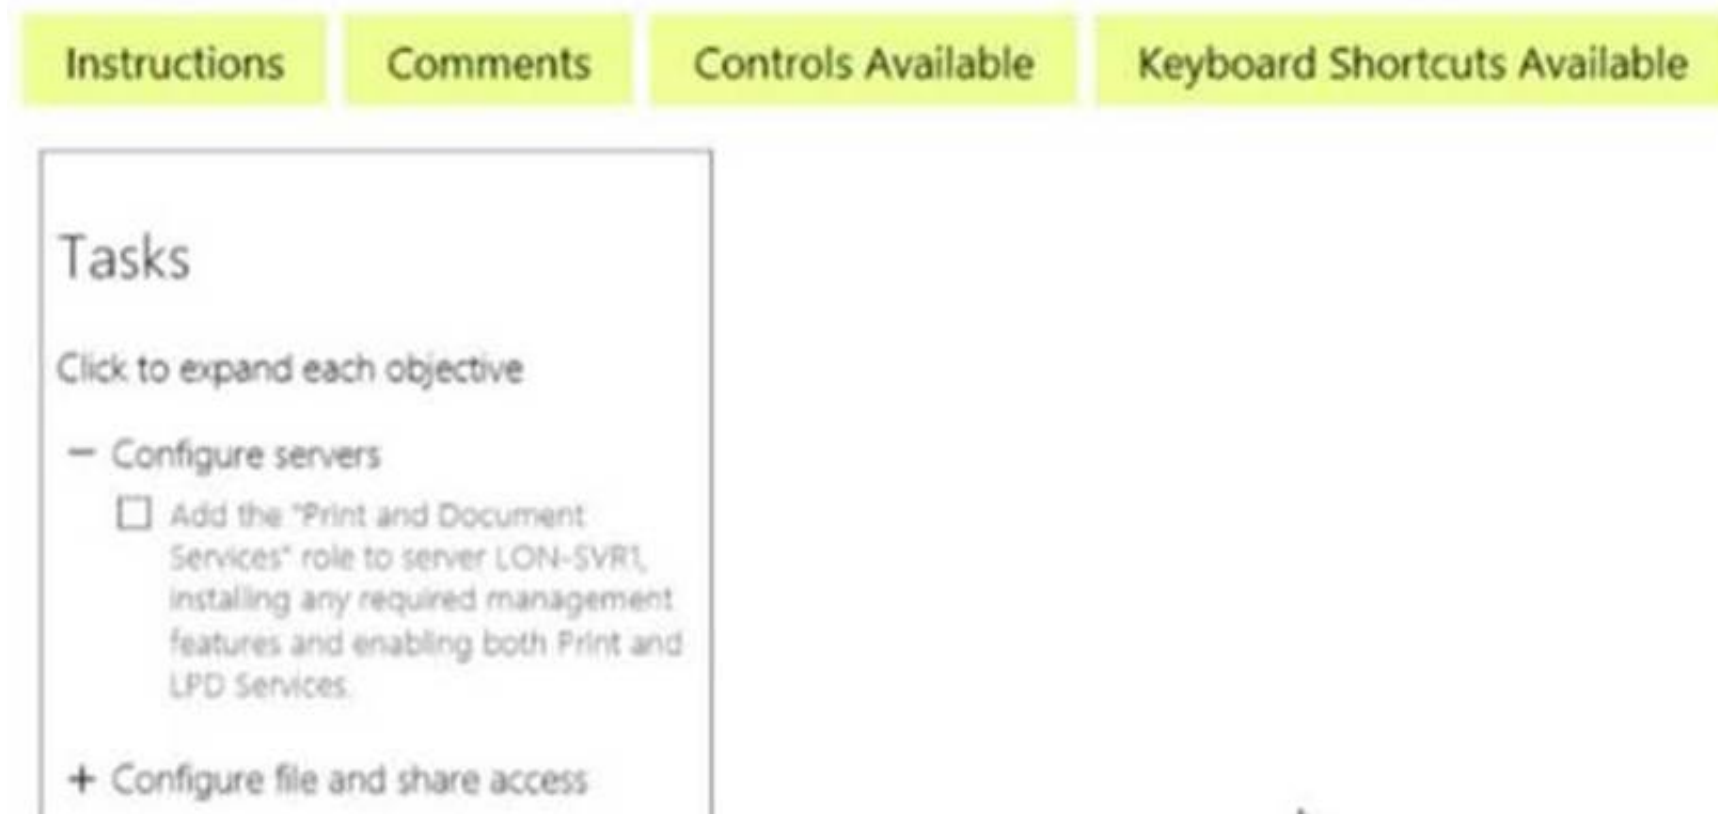 Instructions Comments Controls Available Keyboard Shortcuts Available
Tasks
Click to expand each objective
− Configure servers
Add the "Print and Document
Services" role to server LON-SVR1,
installing any required management
features and enabling both Print and
LPD Services.
+ Configure file and share access